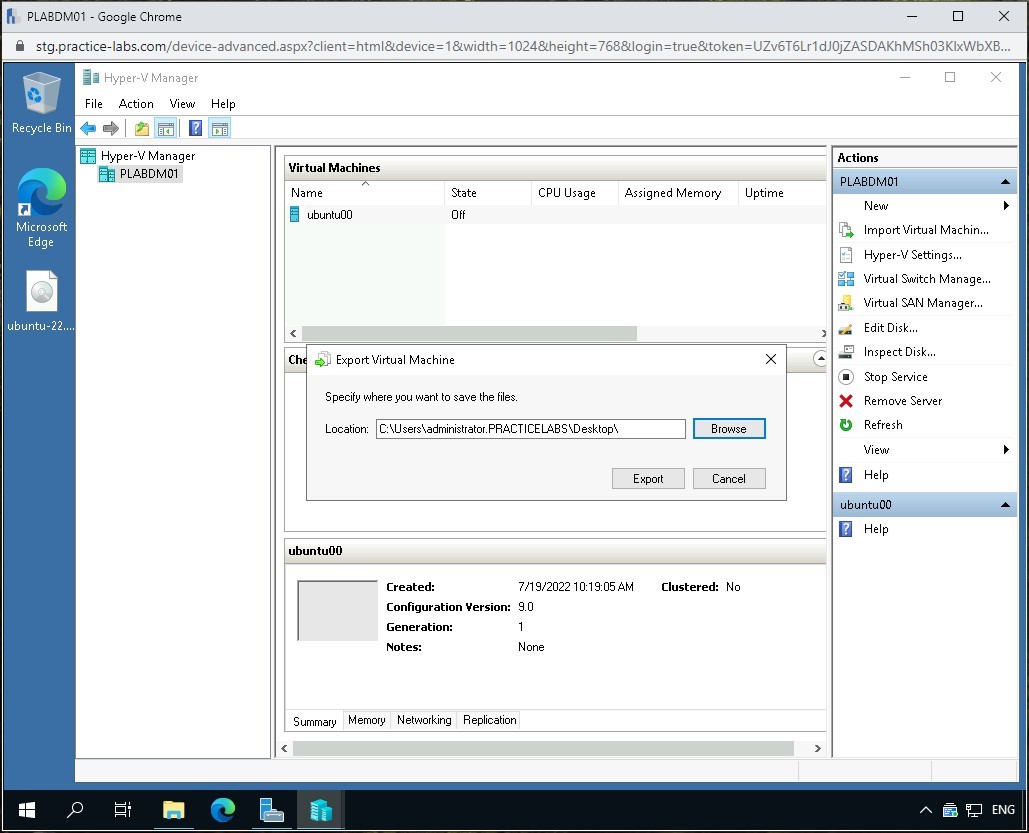 PLABDM01 - Google Chrome
stg.practice-labs.com/device-advanced.aspx?client=html&device=1&width=1024&height=768&login=true&token=UZv6T6Lr1dJ0jZASDAKhMSh03KlxWbXB...
Recycle Bin
Microsoft
Edge
ubuntu-22....
Hyper-V Manager
File Action View Help
Hyper-V Manager
PLABDM01
Virtual Machines
Name State CPU Usage Assigned Memory Uptime
ubuntu00 Off
Che
Export Virtual Machine
Specify where you want to save the files.
Location: C:\Users\administrator.PRACTICELABS\Desktop\ Browse
Export Cancel
ubuntu00
Created: 7/19/2022 10:19:05 AM Clustered: No
Configuration Version: 9.0
Generation: 1
Notes: None
Summary Memory Networking Replication
Actions
PLABDM01
New
Import Virtual Machin...
Hyper-V Settings...
Virtual Switch Manage...
Virtual SAN Manager...
Edit Disk...
Inspect Disk...
Stop Service
Remove Server
Refresh
View
Help
ubuntu00
Help
ENG